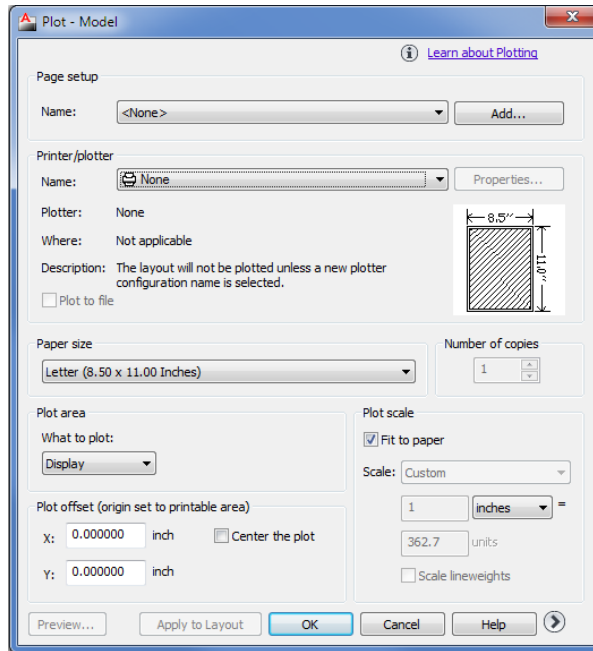 Plot - Model
Learn about Plotting
Page setup
Name: <None> Add...
Printer/plotter
Name: None Properties...
Plotter: None
Where: Not applicable
Description: The layout will not be plotted unless a new plotter
configuration name is selected.
Plot to file
8.5''
11.0''
Paper size
Letter (8.50 x 11.00 Inches)
Number of copies
1
Plot area
What to plot:
Display
Plot offset (origin set to printable area)
X: 0.000000 inch Center the plot
Y: 0.000000 inch
Plot scale
Fit to paper
Scale: Custom
1 inches =
362.7 units
Scale lineweights
Preview... Apply to Layout OK Cancel Help